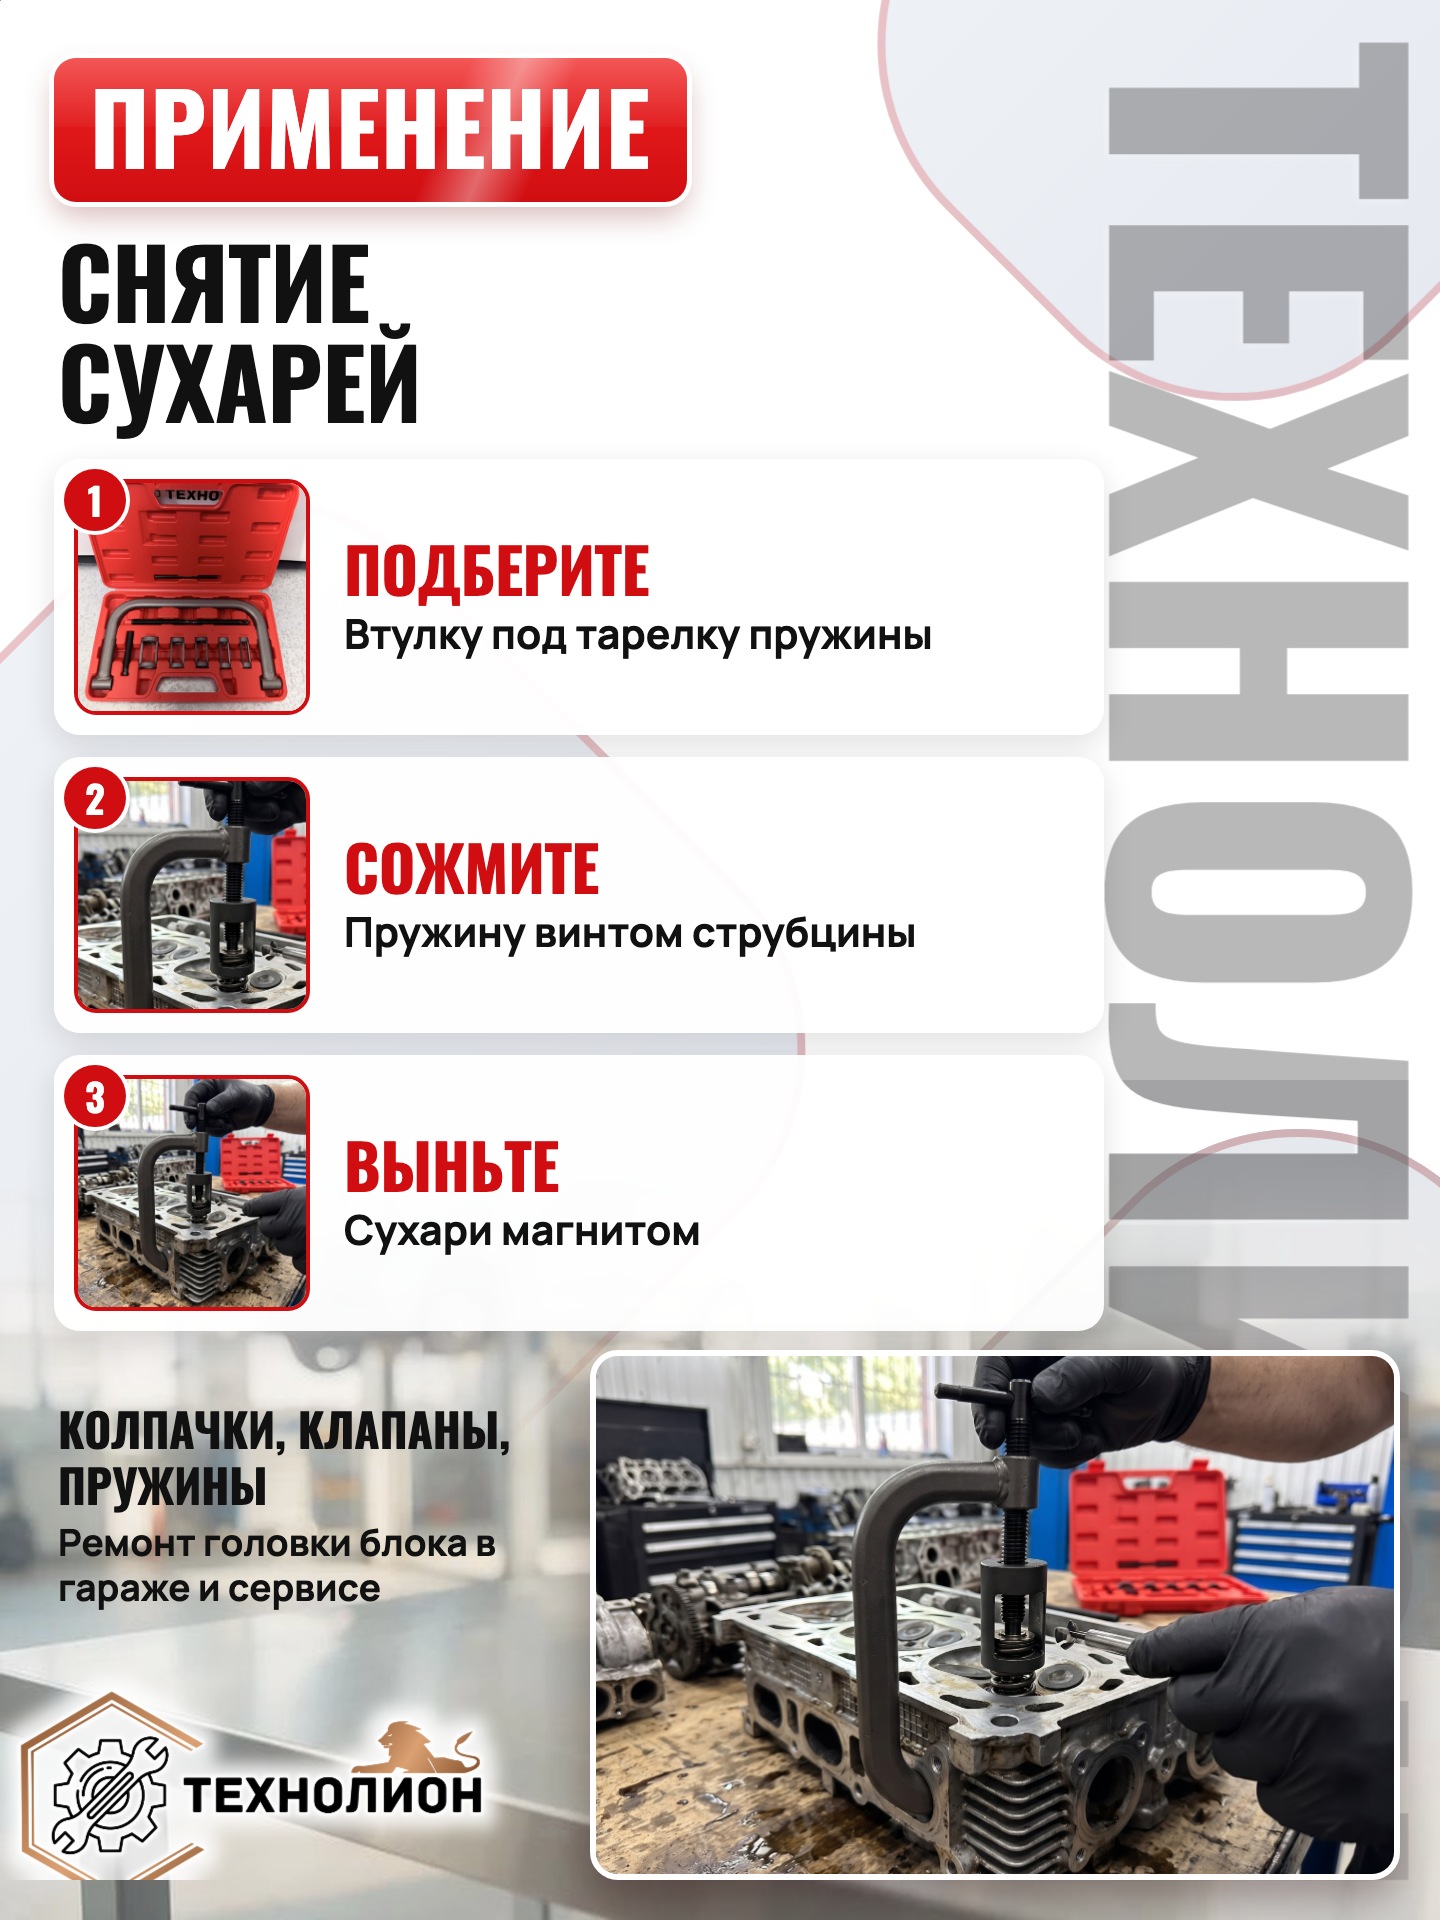 ПРИМЕНЕНИЕ
СНЯТИЕ
СУХАРЕЙ
1
ТЕХНО
ПОДБЕРИТЕ
Втулку под тарелку пружины
2
СОЖМИТЕ
Пружину винтом струбцины
3
ВЫНЬТЕ
Сухари магнитом
КОЛПАЧКИ, КЛАПАНЫ,
ПРУЖИНЫ
Ремонт головки блока в
гараже и сервисе
ТЕХНОЛИОН
ТЕХНОЛИ